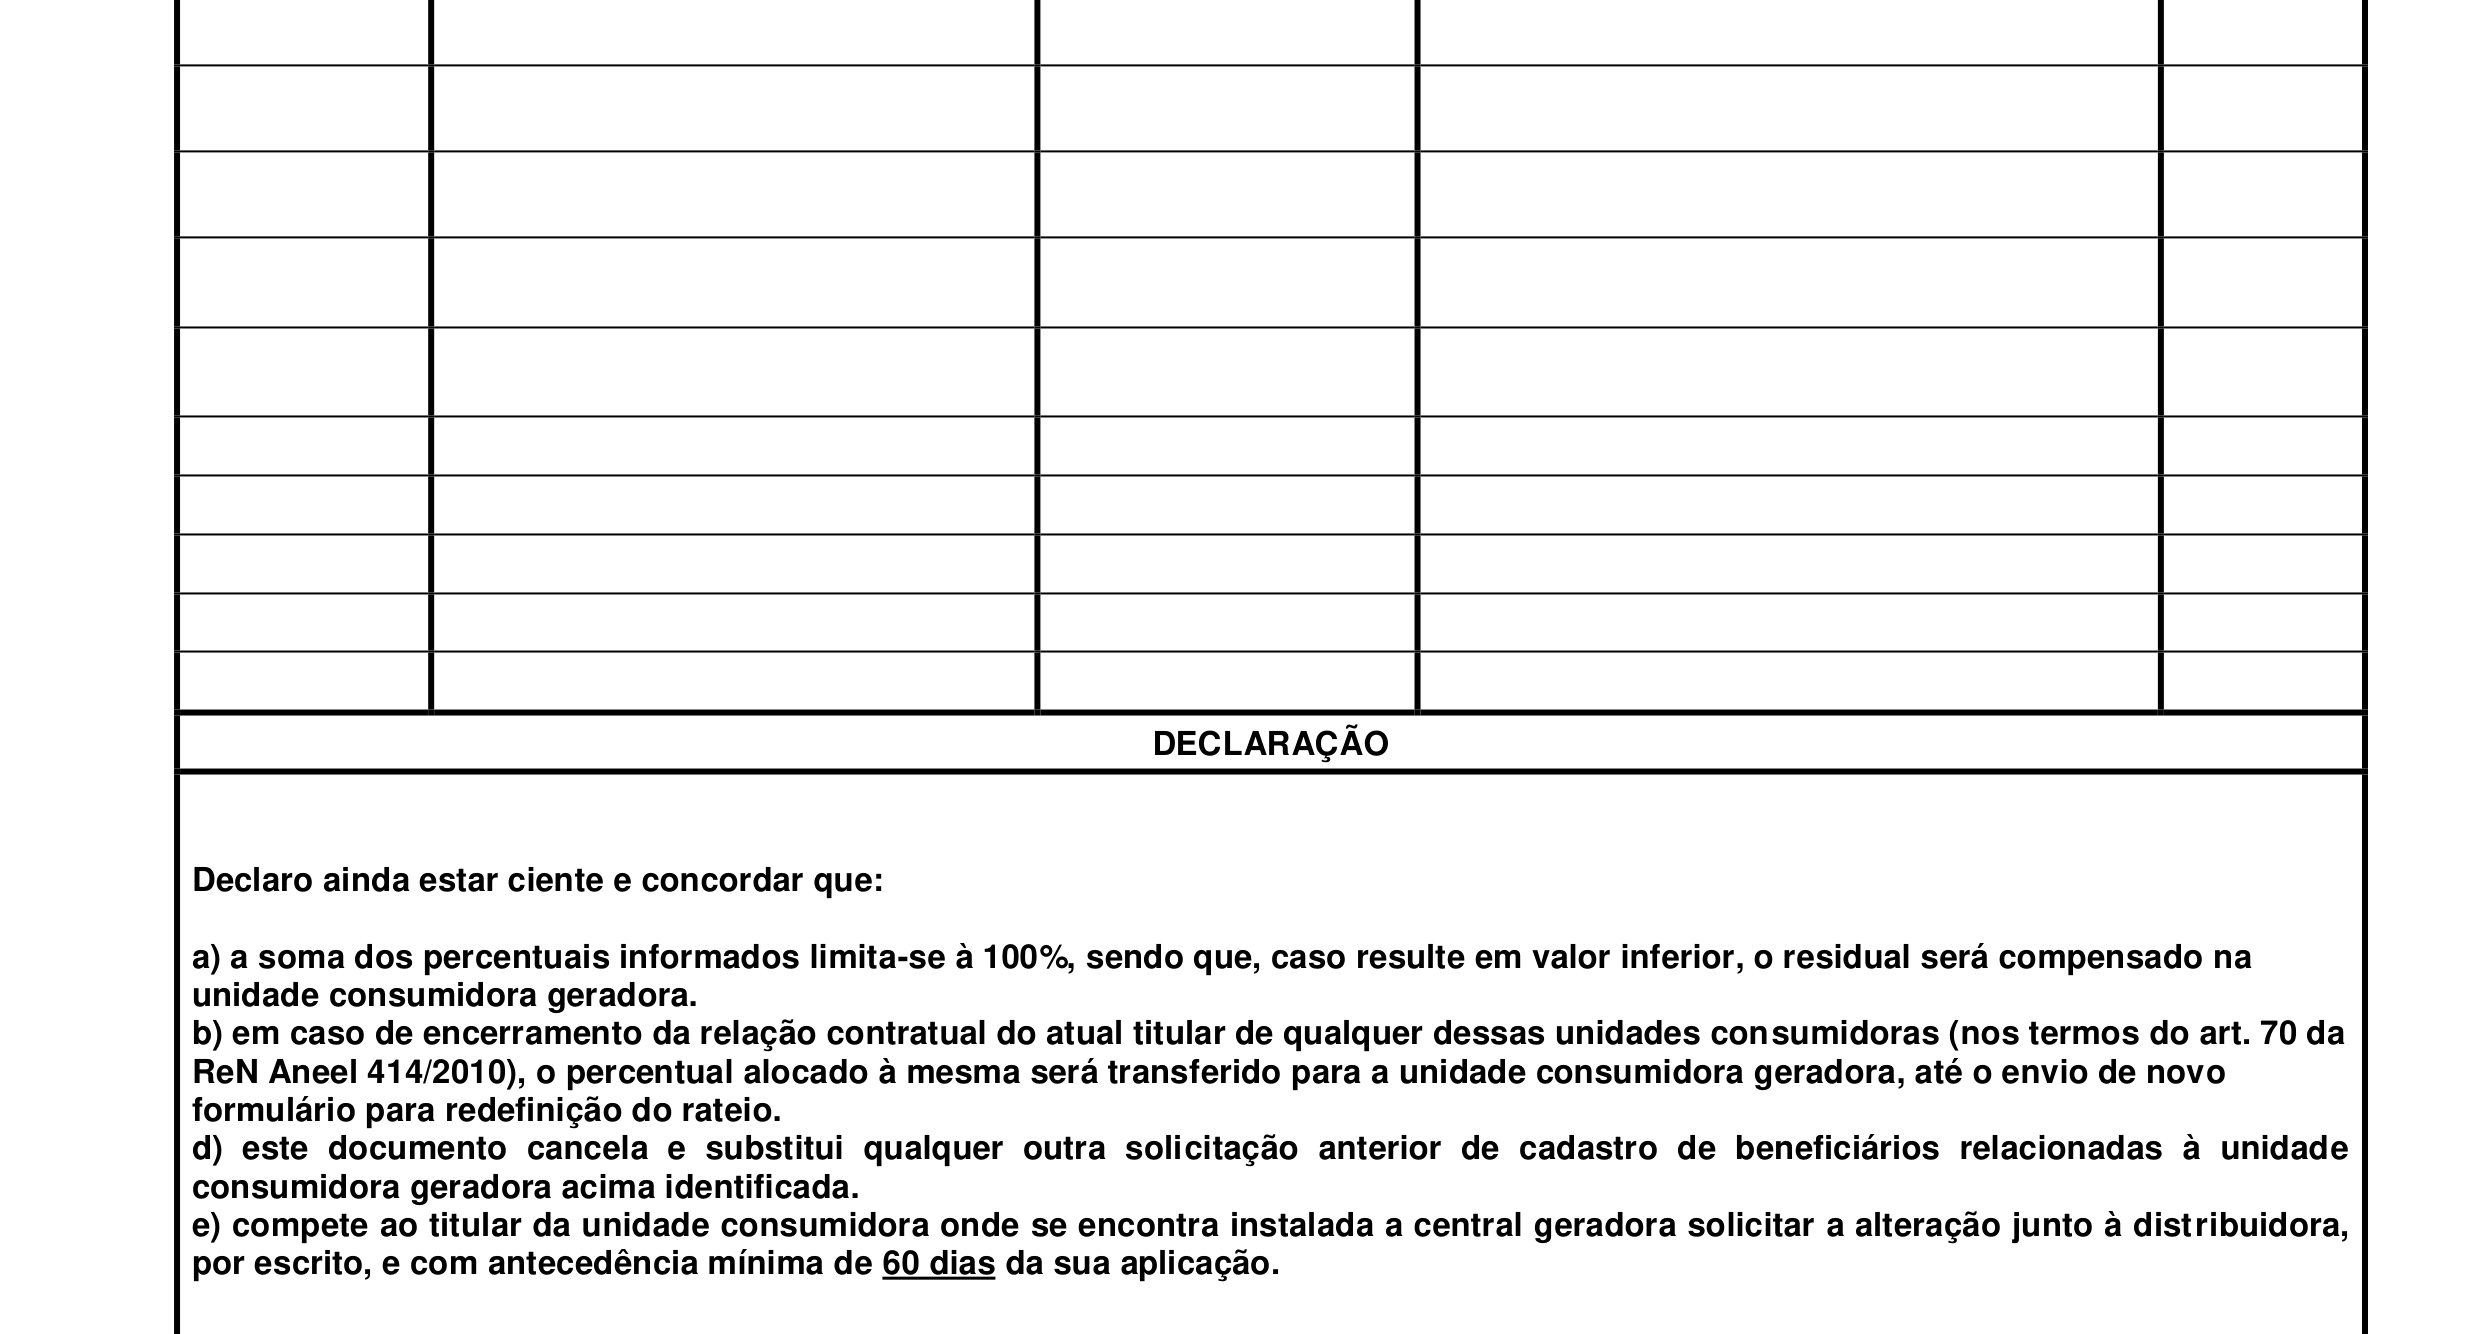 DECLARAÇÃO
Declaro ainda estar ciente e concordar que:
a) a soma dos percentuais informados limita-se à 100%, sendo que, caso resulte em valor inferior, o residual será compensado na
unidade consumidora geradora.
b) em caso de encerramento da relação contratual do atual titular de qualquer dessas unidades consumidoras (nos termos do art. 70 da
ReN Aneel 414/2010), o percentual alocado à mesma será transferido para a unidade consumidora geradora, até o envio de novo
formulário para redefinição do rateio.
d) este documento cancela e substitui qualquer outra solicitação anterior de cadastro de beneficiários relacionadas à unidade
consumidora geradora acima identificada.
e) compete ao titular da unidade consumidora onde se encontra instalada a central geradora solicitar a alteração junto à distribuidora,
por escrito, e com antecedência mínima de 60 dias da sua aplicação.